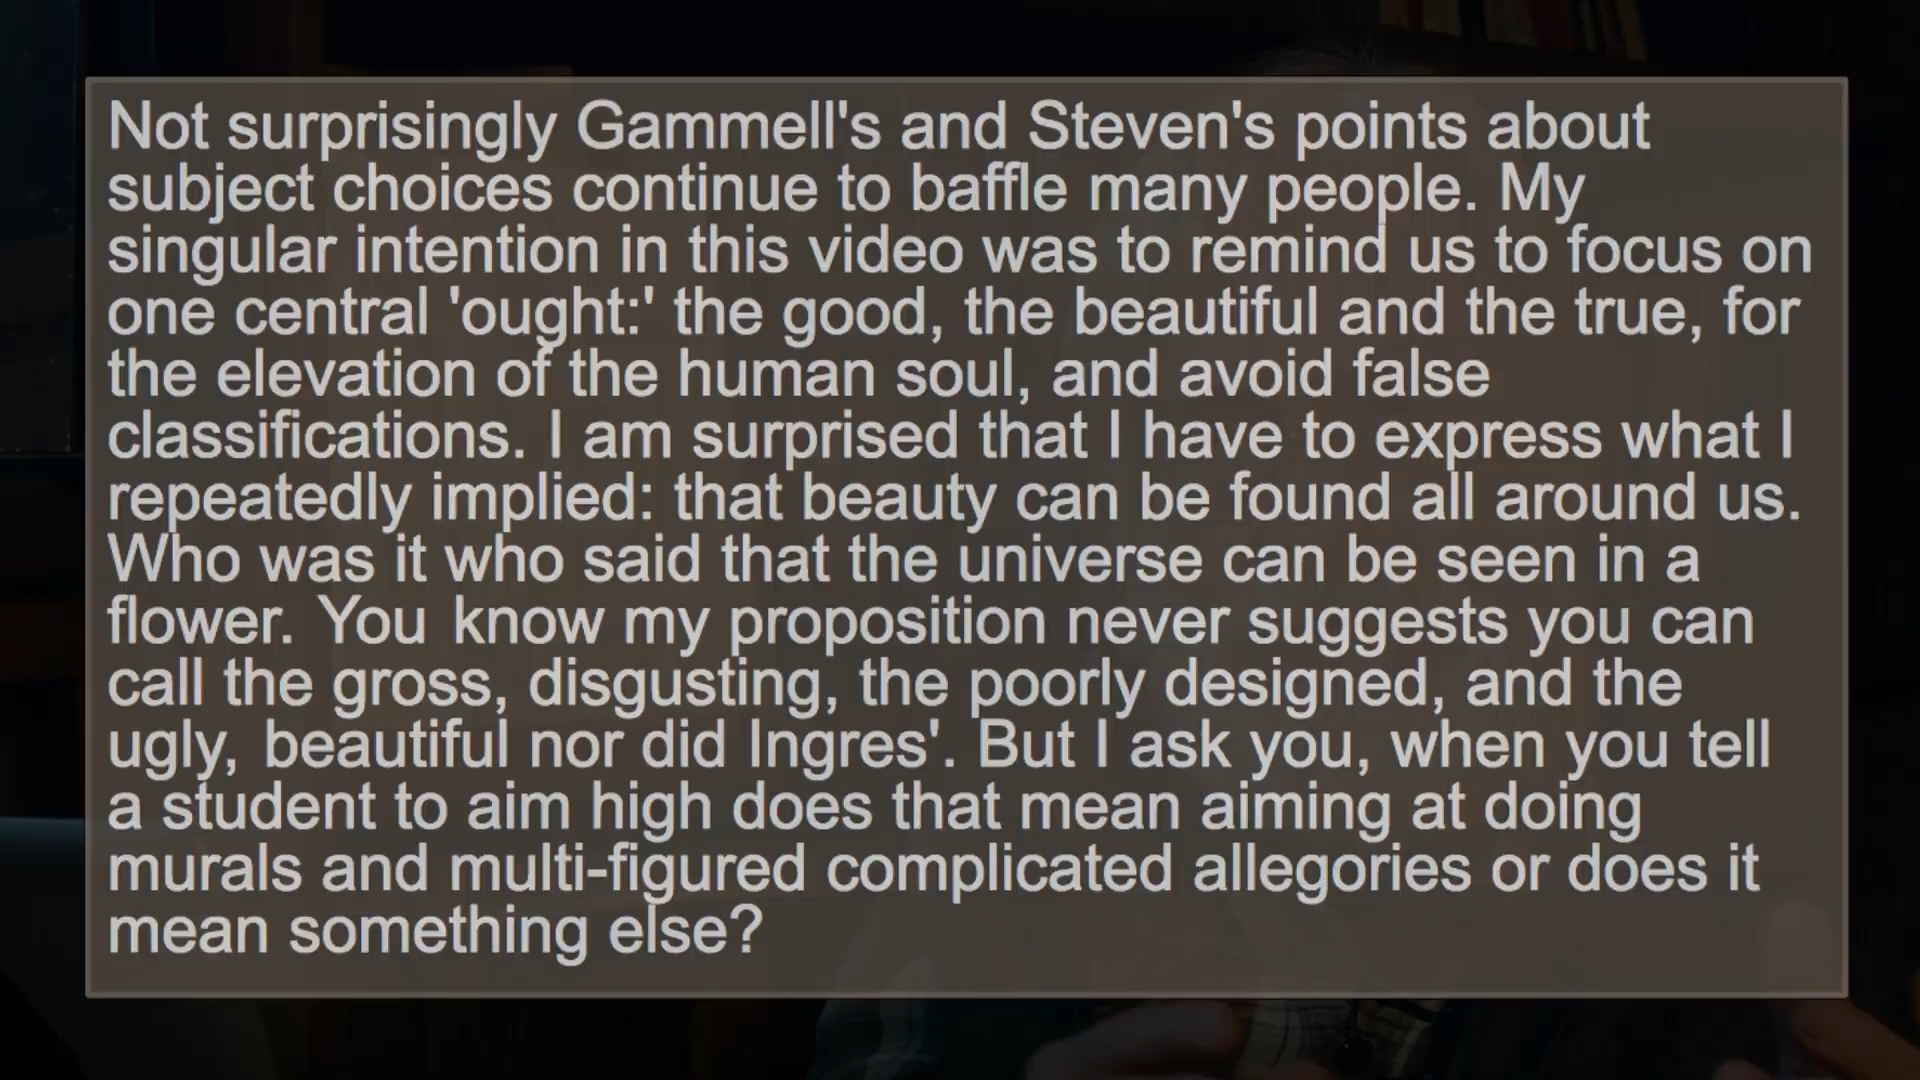 Not surprisingly Gammell's and Steven's points about
subject choices continue to baffle many people. My
singular intention in this video was to remind us to focus on
one central 'ought:' the good, the beautiful and the true, for
the elevation of the human soul, and avoid false
classifications. I am surprised that I have to express what I
repeatedly implied: that beauty can be found all around us.
Who was it who said that the universe can be seen in a
flower. You know my proposition never suggests you can
call the gross, disgusting, the poorly designed, and the
ugly, beautiful nor did Ingres'. But I ask you, when you tell
a student to aim high does that mean aiming at doing
murals and multi-figured complicated allegories or does it
mean something else?